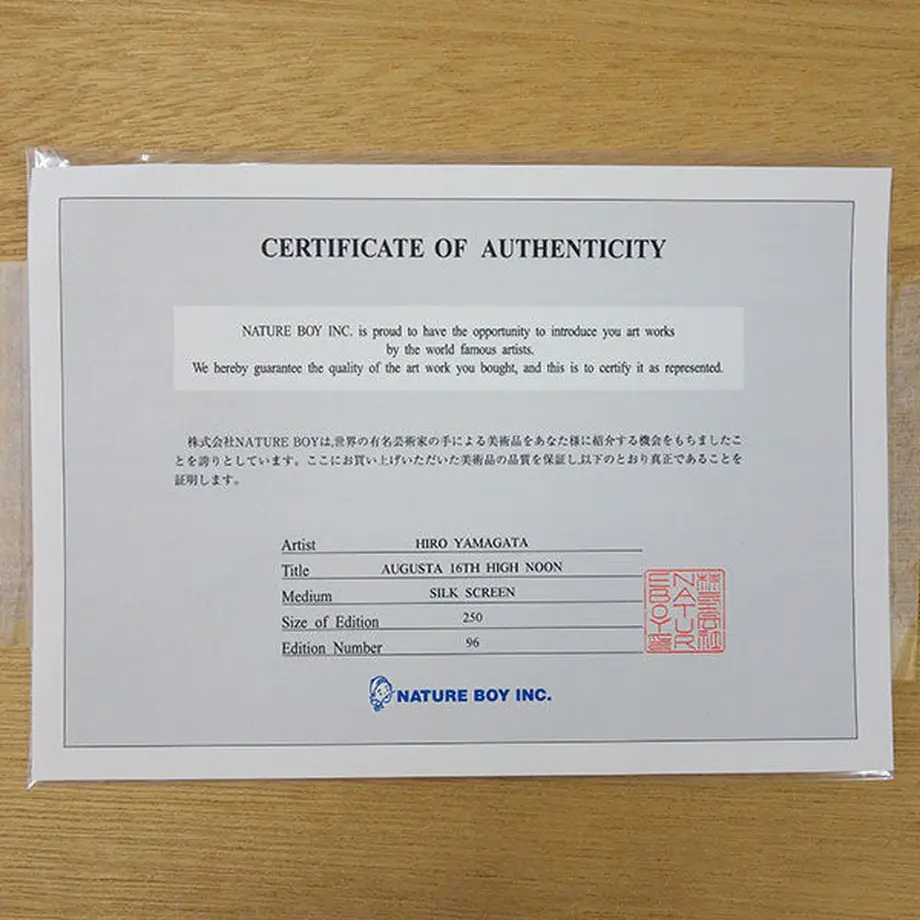 CERTIFICATE OF AUTHENTICITY
NATURE BOY INC. is proud to have the opportunity to introduce you art works
by the world famous artists.
We hereby guarantee the quality of the art work you bought, and this is to certify it as represented.
株式会社NATURE BOYは,世界の有名芸術家の手による美術品をあなた様に紹介する機会をもちましたこ
とを誇りとしています。ここにお買い上げいただいた美術品の品質を保証し,以下のとおり真正であることを
証明します。
Artist HIRO YAMAGATA
Title AUGUSTA 16TH HIGH NOON
Medium SILK SCREEN
Size of Edition 250
Edition Number 96
株式会社
NATUR
EBOY
NATURE BOY INC.